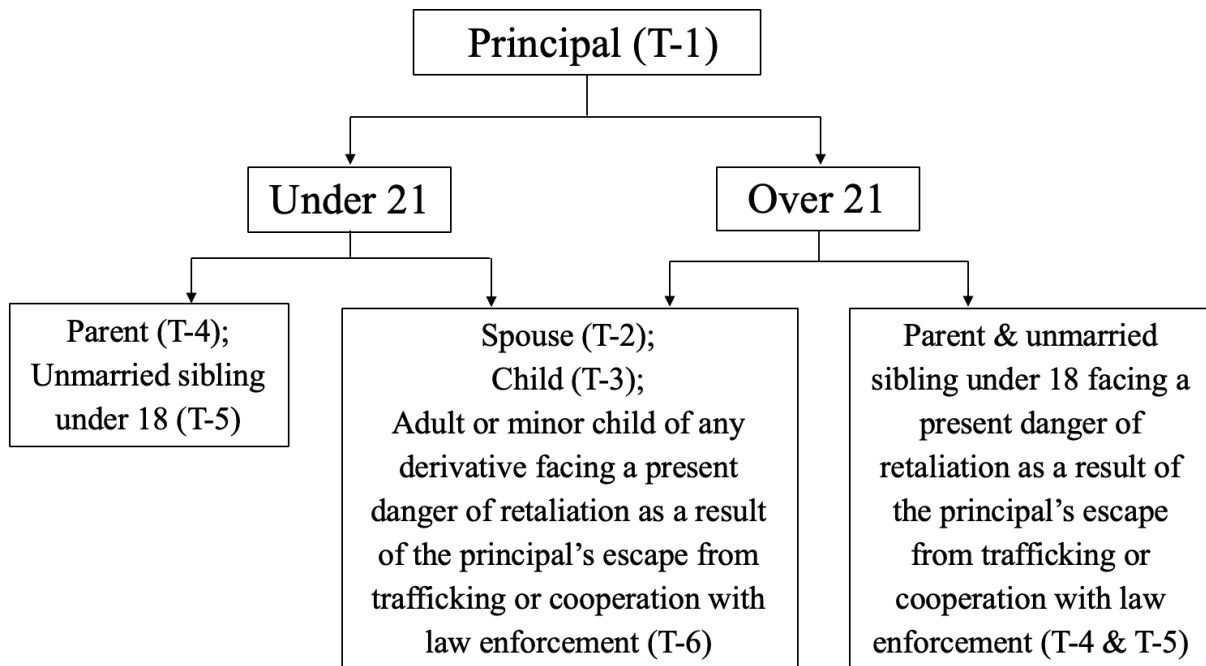 Principal (T-1)
Under 21
Over 21
Parent (T-4);
Unmarried sibling
under 18 (T-5)
Spouse (T-2);
Child (T-3);
Adult or minor child of any
derivative facing a present
danger of retaliation as a result
of the principal’s escape from
trafficking or cooperation with
law enforcement (T-6)
Parent & unmarried
sibling under 18 facing a
present danger of
retaliation as a result of
the principal’s escape
from trafficking or
cooperation with law
enforcement (T-4 & T-5)